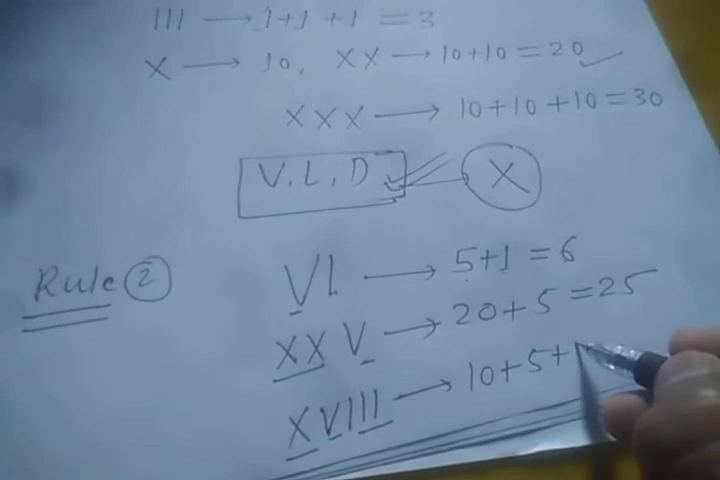 III → 1+1+1=3
X → 10, XX → 10+10=20 ✓
XXX → 10+10+10=30
V, L, D X
Rule ② VI → 5+1=6
XXV → 20+5=25
XVIII → 10+5+